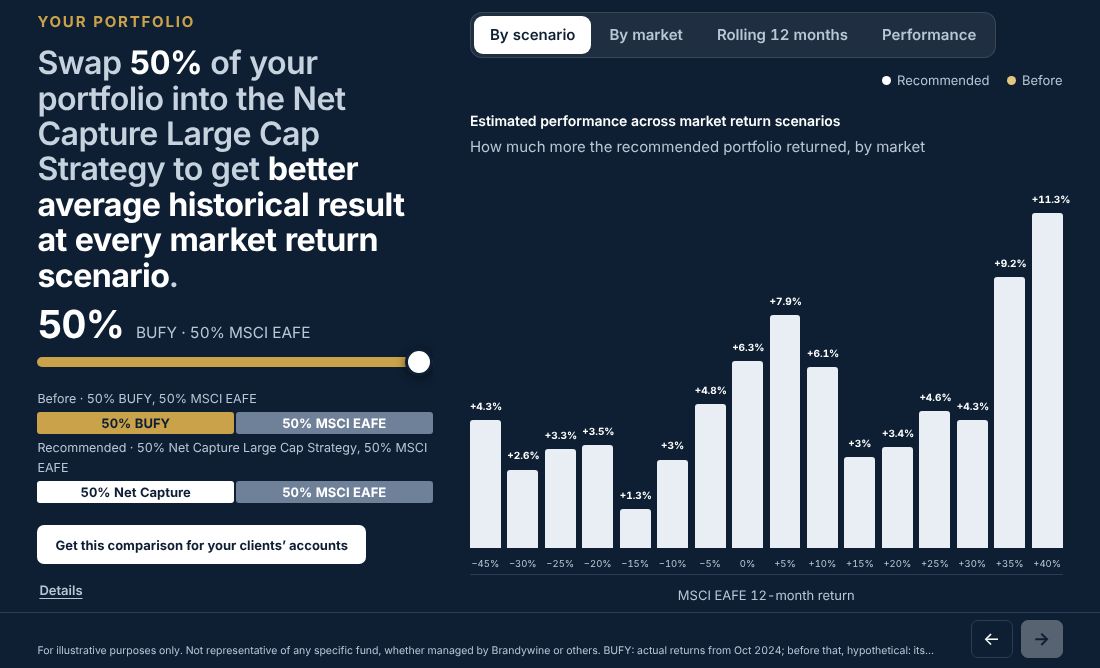 YOUR PORTFOLIO
Swap 50% of your
portfolio into the Net
Capture Large Cap
Strategy to get better
average historical result
at every market return
scenario.
50% BUFY · 50% MSCI EAFE
Before · 50% BUFY, 50% MSCI EAFE
50% BUFY 50% MSCI EAFE
Recommended · 50% Net Capture Large Cap Strategy, 50% MSCI
EAFE
50% Net Capture 50% MSCI EAFE
Get this comparison for your clients’ accounts
Details
By scenario By market Rolling 12 months Performance
Recommended Before
Estimated performance across market return scenarios
How much more the recommended portfolio returned, by market
+4.3% +2.6% +3.3% +3.5% +1.3% +3% +4.8% +6.3% +7.9% +6.1% +3% +3.4% +4.6% +4.3% +9.2% +11.3%
−45% −30% −25% −20% −15% −10% −5% 0% +5% +10% +15% +20% +25% +30% +35% +40%
MSCI EAFE 12-month return
For illustrative purposes only. Not representative of any specific fund, whether managed by Brandywine or others. BUFY: actual returns from Oct 2024; before that, hypothetical: its…